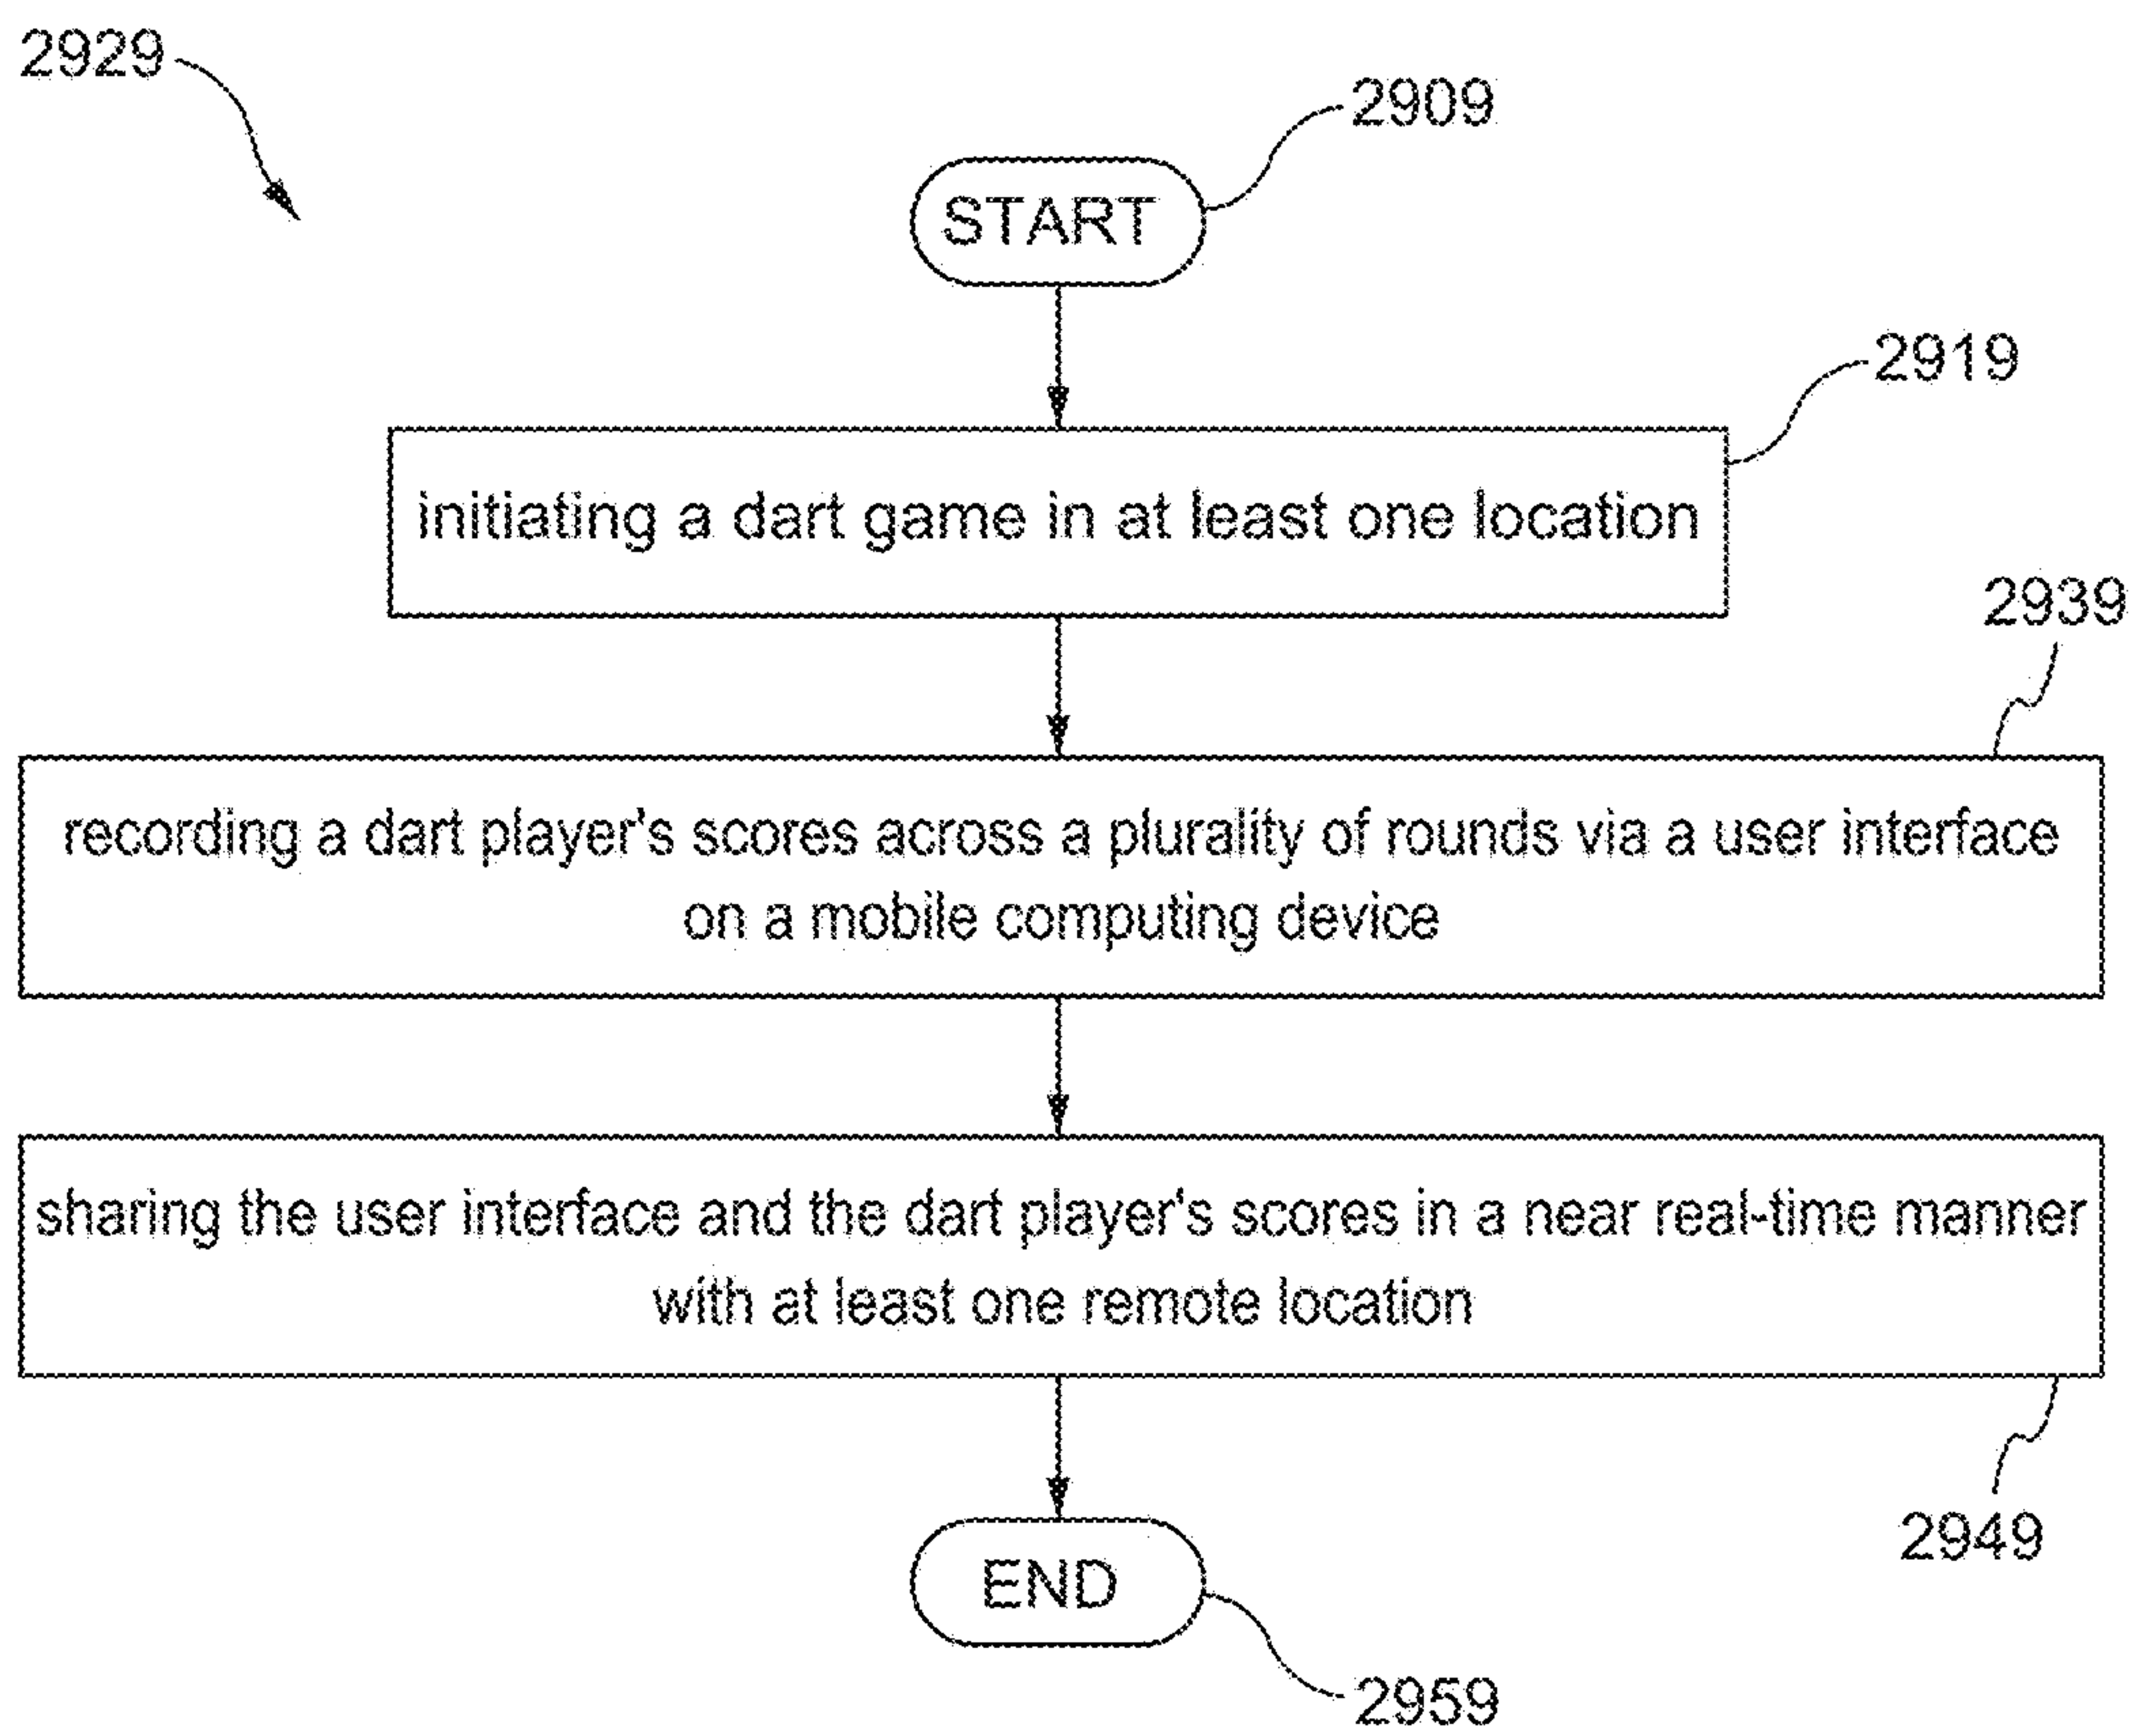 2929
2909
START
2919
initiating a dart game in at least one location
2939
recording a dart player's scores across a plurality of rounds via a user interface
on a mobile computing device
sharing the user interface and the dart player's scores in a near real-time manner
with at least one remote location
2949
END
2959